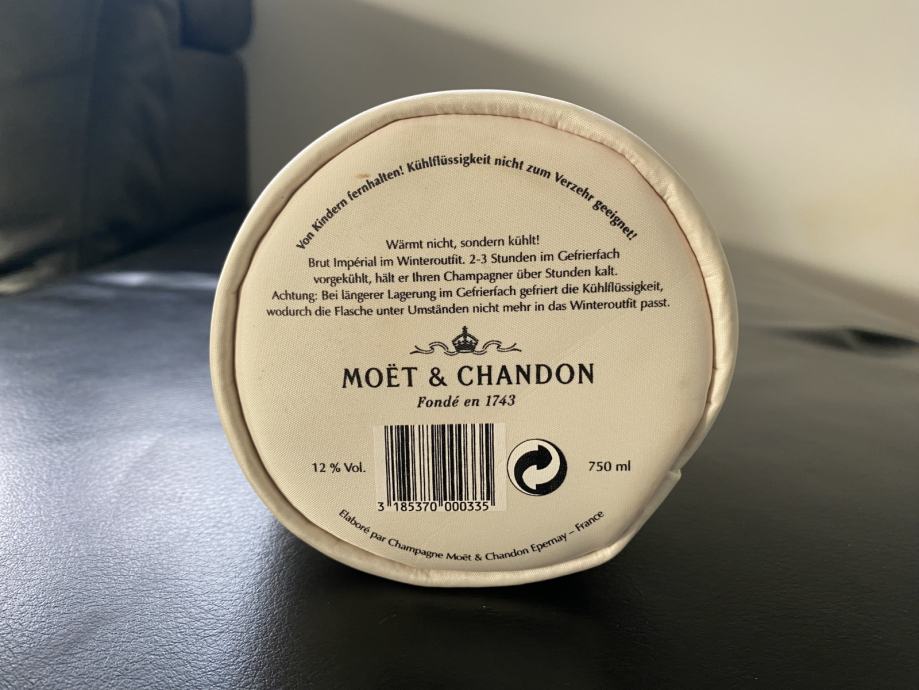 Von Kindern fernhalten! Kühlflüssigkeit nicht zum Verzehr geeignet!
Wärmt nicht, sondern kühlt!
Brut Impérial im Winteroutfit. 2-3 Stunden im Gefrierfach
vorgekühlt, hält er Ihren Champagner über Stunden kalt.
Achtung: Bei längerer Lagerung im Gefrierfach gefriert die Kühlflüssigkeit,
wodurch die Flasche unter Umständen nicht mehr in das Winteroutfit passt.
MOËT & CHANDON
Fondé en 1743
12 % Vol.
3 185370 000335
750 ml
Elaboré par Champagne Moët & Chandon Epernay – France